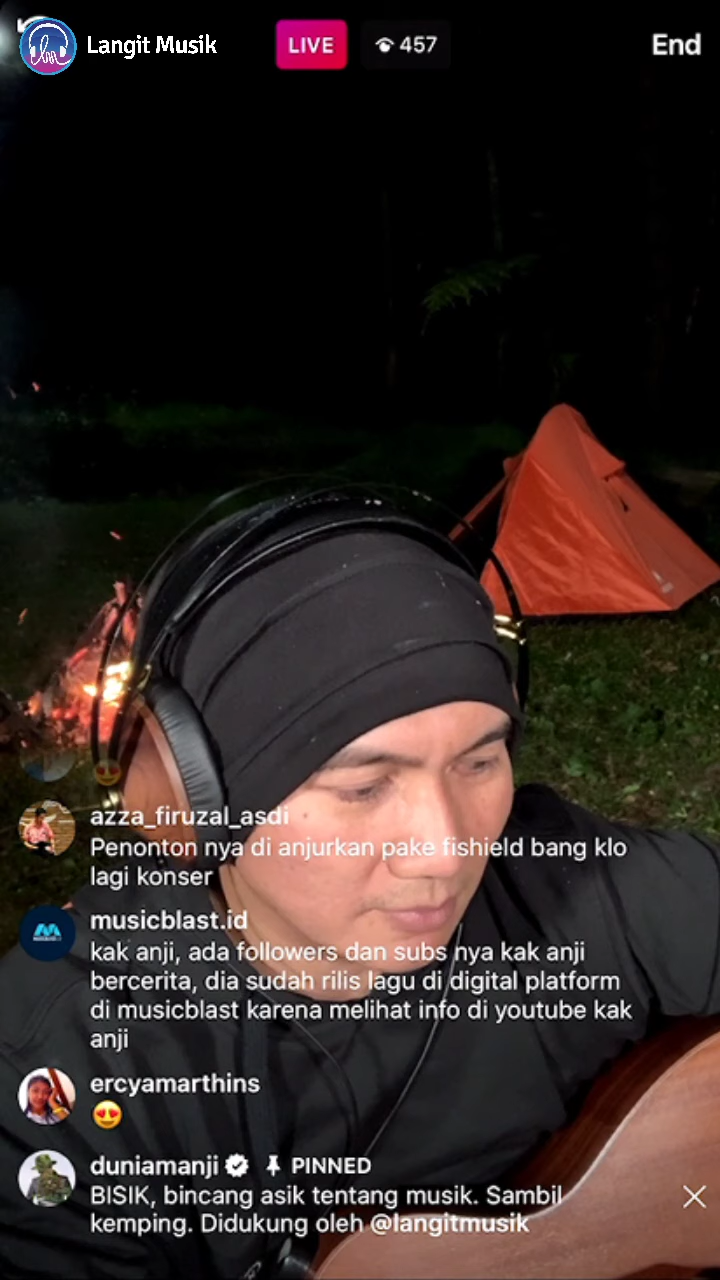 Langit Musik
LIVE
457
End
azza_firuzal_asdi
Penonton nya di anjurkan pake fishield bang klo
lagi konser
musicblast.id
kak anji, ada followers dan subs nya kak anji
bercerita, dia sudah rilis lagu di digital platform
di musicblast karena melihat info di youtube kak
anji
ercyamarthins
😍
duniamanji PINNED
BISIK, bincang asik tentang musik. Sambil
kemping. Didukung oleh @langitmusik